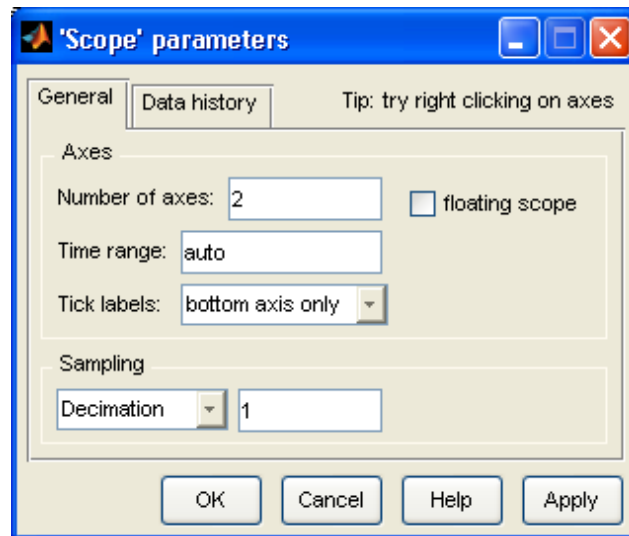 'Scope' parameters
General Data history Tip: try right clicking on axes
Axes
Number of axes: 2 floating scope
Time range: auto
Tick labels: bottom axis only
Sampling
Decimation 1
OK Cancel Help Apply